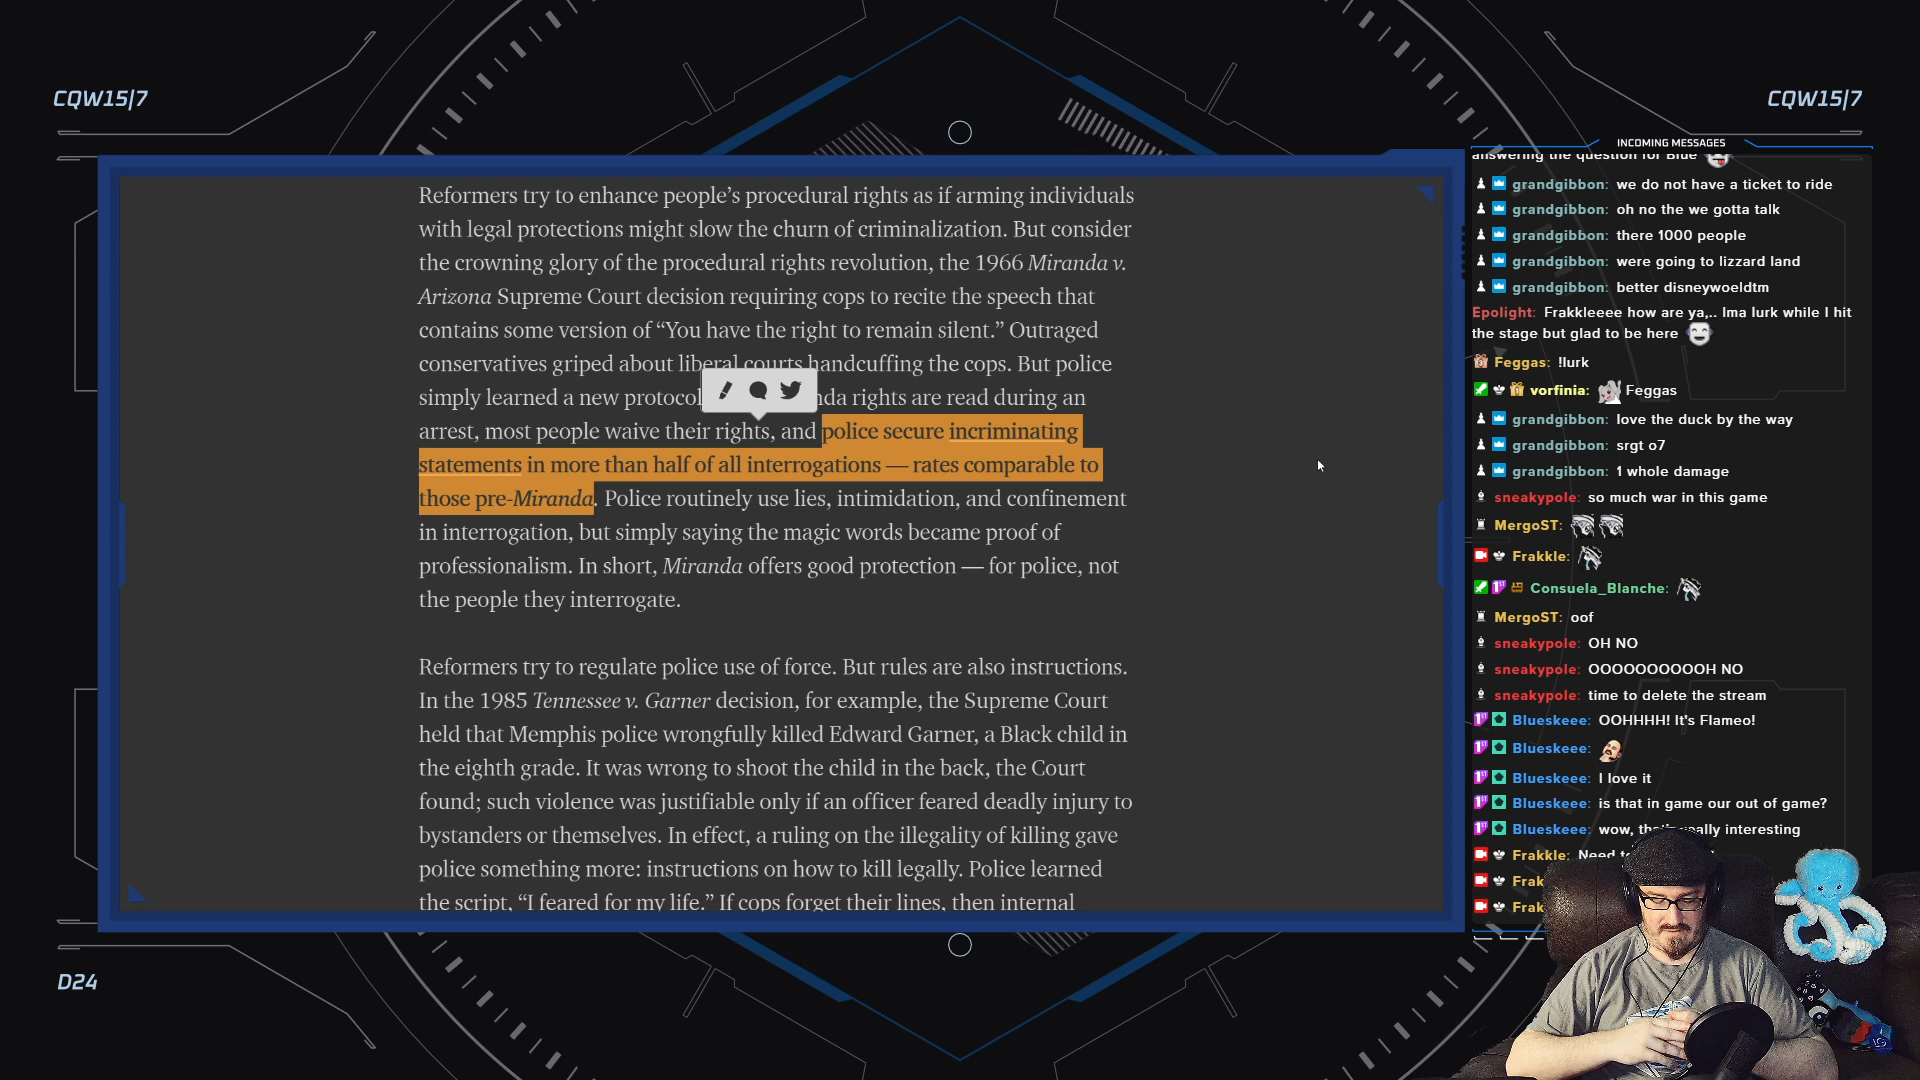 CQW15|7
CQW15|7
INCOMING MESSAGES
Reformers try to enhance people’s procedural rights as if arming individuals
with legal protections might slow the churn of criminalization. But consider
the crowning glory of the procedural rights revolution, the 1966 Miranda v.
Arizona Supreme Court decision requiring cops to recite the speech that
contains some version of “You have the right to remain silent.” Outraged
conservatives griped about liberal courts handcuffing the cops. But police
simply learned a new protocol nda rights are read during an
arrest, most people waive their rights, and police secure incriminating
statements in more than half of all interrogations — rates comparable to
those pre-Miranda. Police routinely use lies, intimidation, and confinement
in interrogation, but simply saying the magic words became proof of
professionalism. In short, Miranda offers good protection — for police, not
the people they interrogate.
Reformers try to regulate police use of force. But rules are also instructions.
In the 1985 Tennessee v. Garner decision, for example, the Supreme Court
held that Memphis police wrongfully killed Edward Garner, a Black child in
the eighth grade. It was wrong to shoot the child in the back, the Court
found; such violence was justifiable only if an officer feared deadly injury to
bystanders or themselves. In effect, a ruling on the illegality of killing gave
police something more: instructions on how to kill legally. Police learned
the script, “I feared for my life.” If cops forget their lines, then internal
answering the question for Blue
grandgibbon: we do not have a ticket to ride
grandgibbon: oh no the we gotta talk
grandgibbon: there 1000 people
grandgibbon: were going to lizzard land
grandgibbon: better disneywoeldtm
Epolight: Frakkleeee how are ya,.. Ima lurk while I hit
the stage but glad to be here
Feggas: !lurk
vorfinia: Feggas
grandgibbon: love the duck by the way
grandgibbon: srgt o7
grandgibbon: 1 whole damage
sneakypole: so much war in this game
MergoST:
Frakkle:
Consuela_Blanche:
MergoST: oof
sneakypole: OH NO
sneakypole: OOOOOOOOOOH NO
sneakypole: time to delete the stream
Blueskeee: OOHHHH! It's Flameo!
Blueskeee:
Blueskeee: I love it
Blueskeee: is that in game our out of game?
Blueskeee: wow, that's really interesting
Frakkle: Need
Frak
Frak
D24